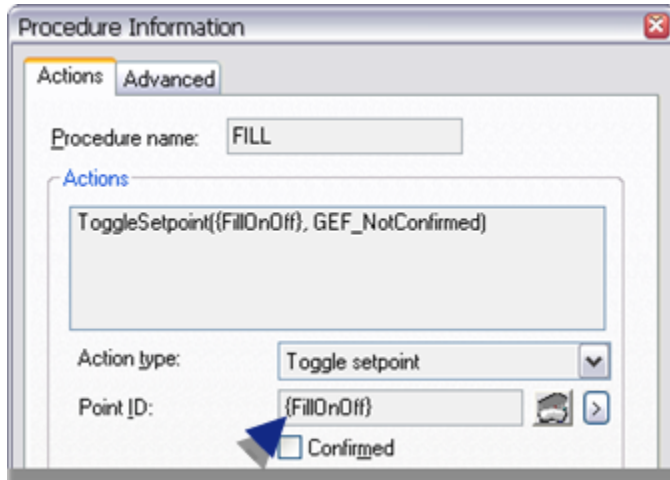 Procedure Information
Actions Advanced
Procedure name: FILL
Actions
ToggleSetpoint({FillOnOff}, GEF_NotConfirmed)
Action type: Toggle setpoint
Point ID: {FillOnOff}
Confirmed